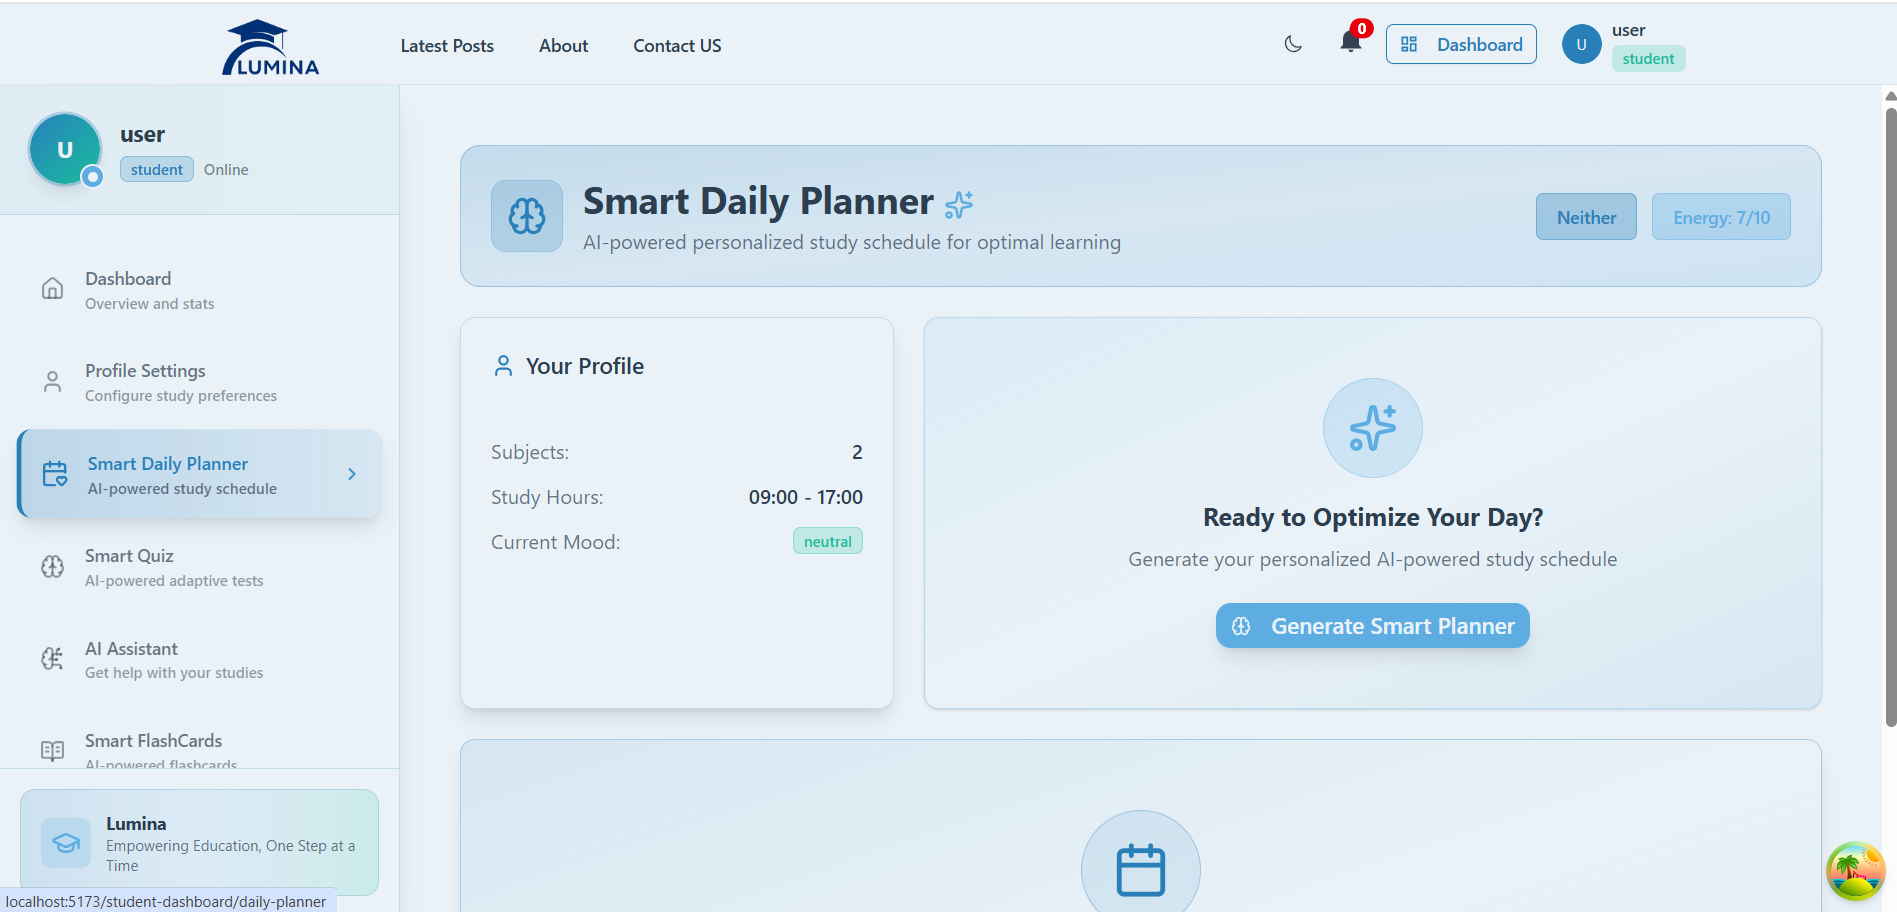 LUMINA
Latest Posts
About
Contact US
0
Dashboard
U
user
student
U
user
student
Online
Dashboard
Overview and stats
Profile Settings
Configure study preferences
Smart Daily Planner
AI-powered study schedule
Smart Quiz
AI-powered adaptive tests
AI Assistant
Get help with your studies
Smart FlashCards
AI-powered flashcards
Lumina
Empowering Education, One Step at a
Time
localhost:5173/student-dashboard/daily-planner
Smart Daily Planner
AI-powered personalized study schedule for optimal learning
Neither
Energy: 7/10
Your Profile
Subjects:
2
Study Hours:
09:00 - 17:00
Current Mood:
neutral
Ready to Optimize Your Day?
Generate your personalized AI-powered study schedule
Generate Smart Planner